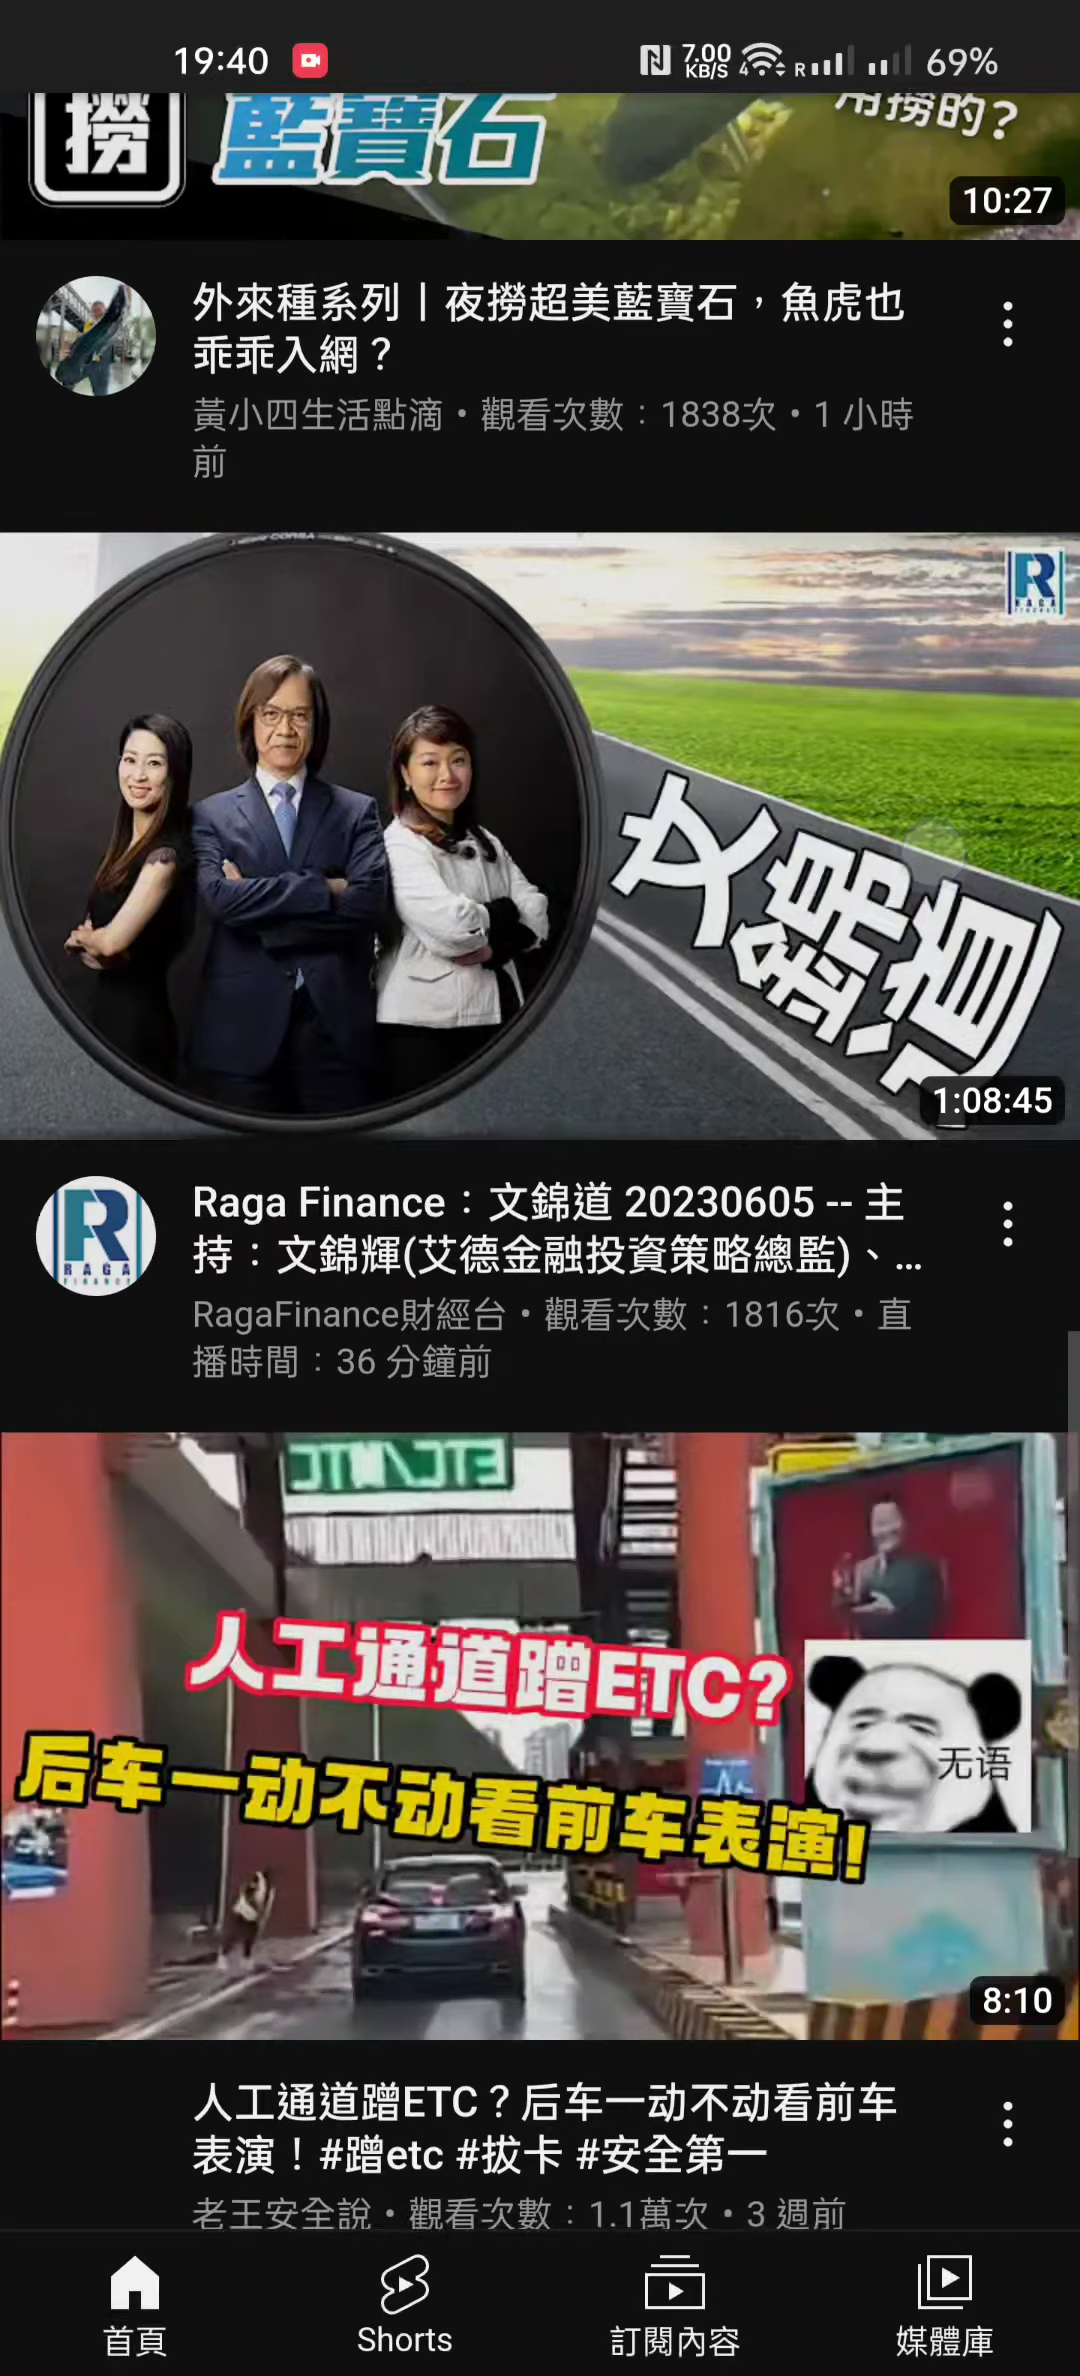 19:40
7.00
KB/S
4
R
69%
撈
藍寶石
用撈的?
10:27
外來種系列丨夜撈超美藍寶石，魚虎也
乖乖入網？
黃小四生活點滴・觀看次數：1838次・1 小時
前
R
RAGA
FINANCE
文錦道
1:08:45
R
RAGA
FINANCE
Raga Finance：文錦道 20230605 -- 主
持：文錦輝(艾德金融投資策略總監)、...
RagaFinance財經台・觀看次數：1816次・直
播時間：36 分鐘前
人工通道蹭ETC?
无语
后车一动不动看前车表演!
8:10
人工通道蹭ETC？后车一动不动看前车
表演！#蹭etc #拔卡 #安全第一
老王安全說・觀看次數：1.1萬次・3 週前
首頁
Shorts
訂閱內容
媒體庫